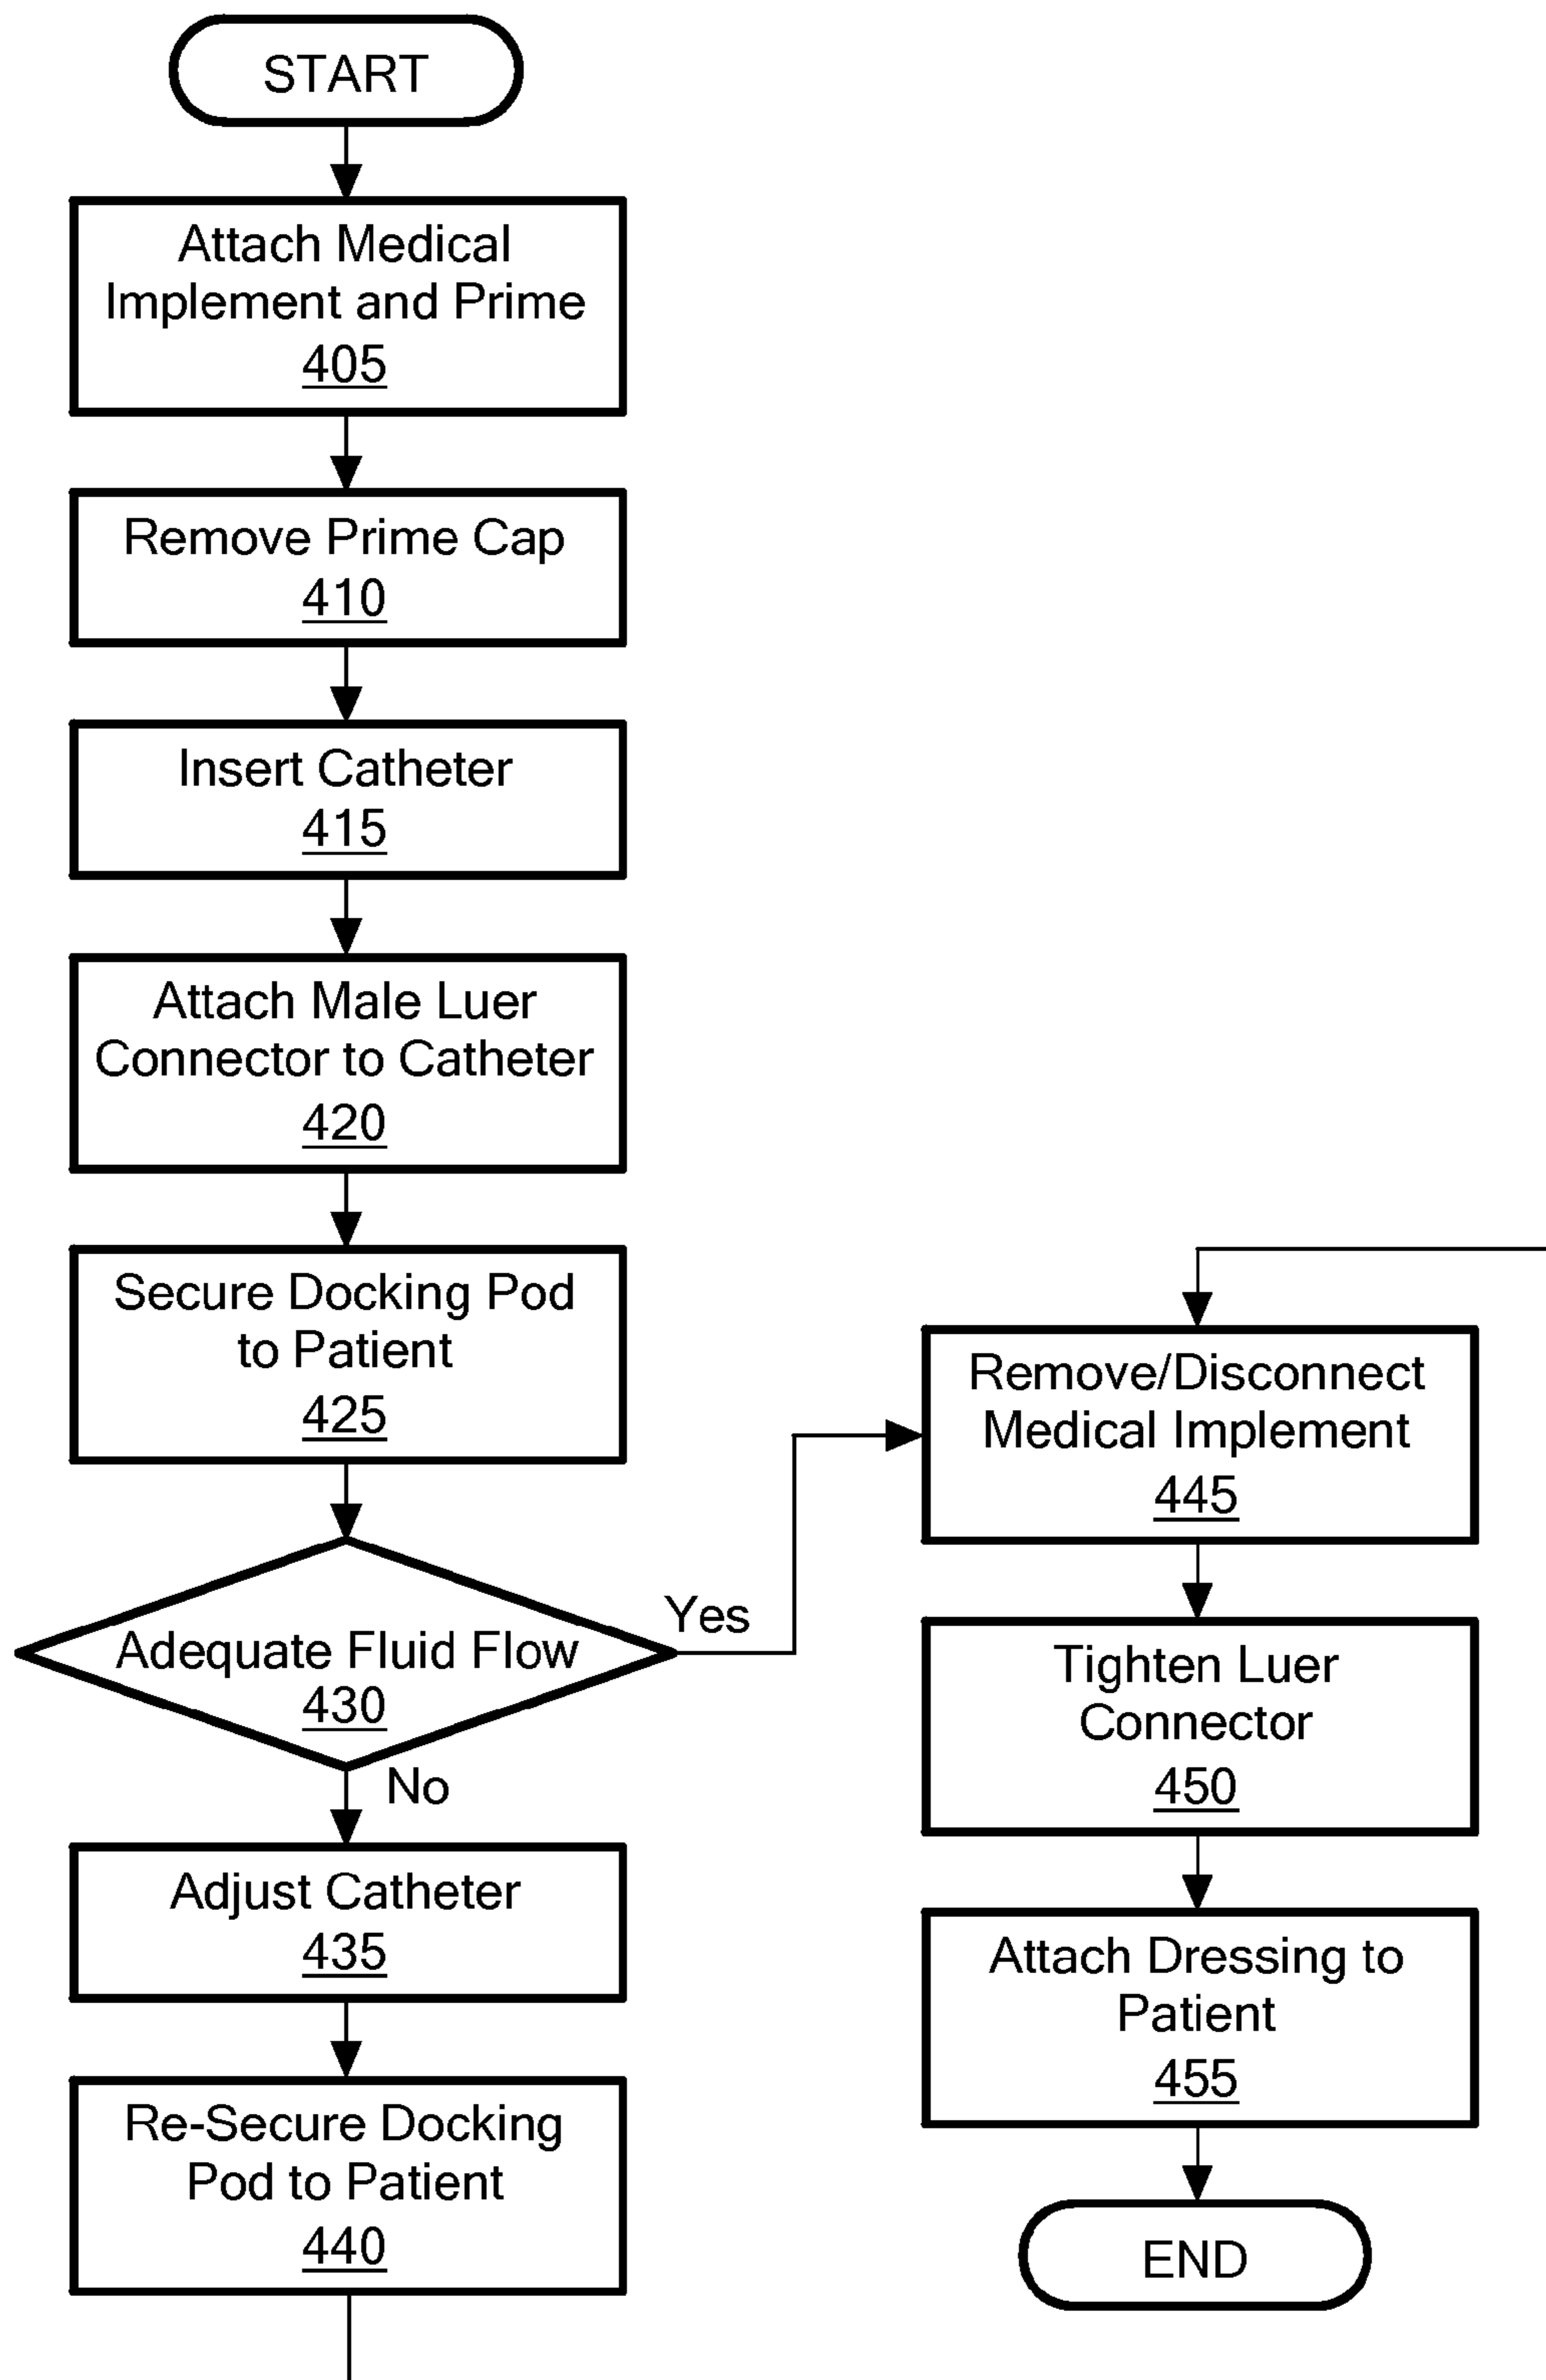 START
Attach Medical
Implement and Prime
405
Remove Prime Cap
410
Insert Catheter
415
Attach Male Luer
Connector to Catheter
420
Secure Docking Pod
to Patient
425
Adequate Fluid Flow
430
Yes
No
Adjust Catheter
435
Re-Secure Docking
Pod to Patient
440
Remove/Disconnect
Medical Implement
445
Tighten Luer
Connector
450
Attach Dressing to
Patient
455
END